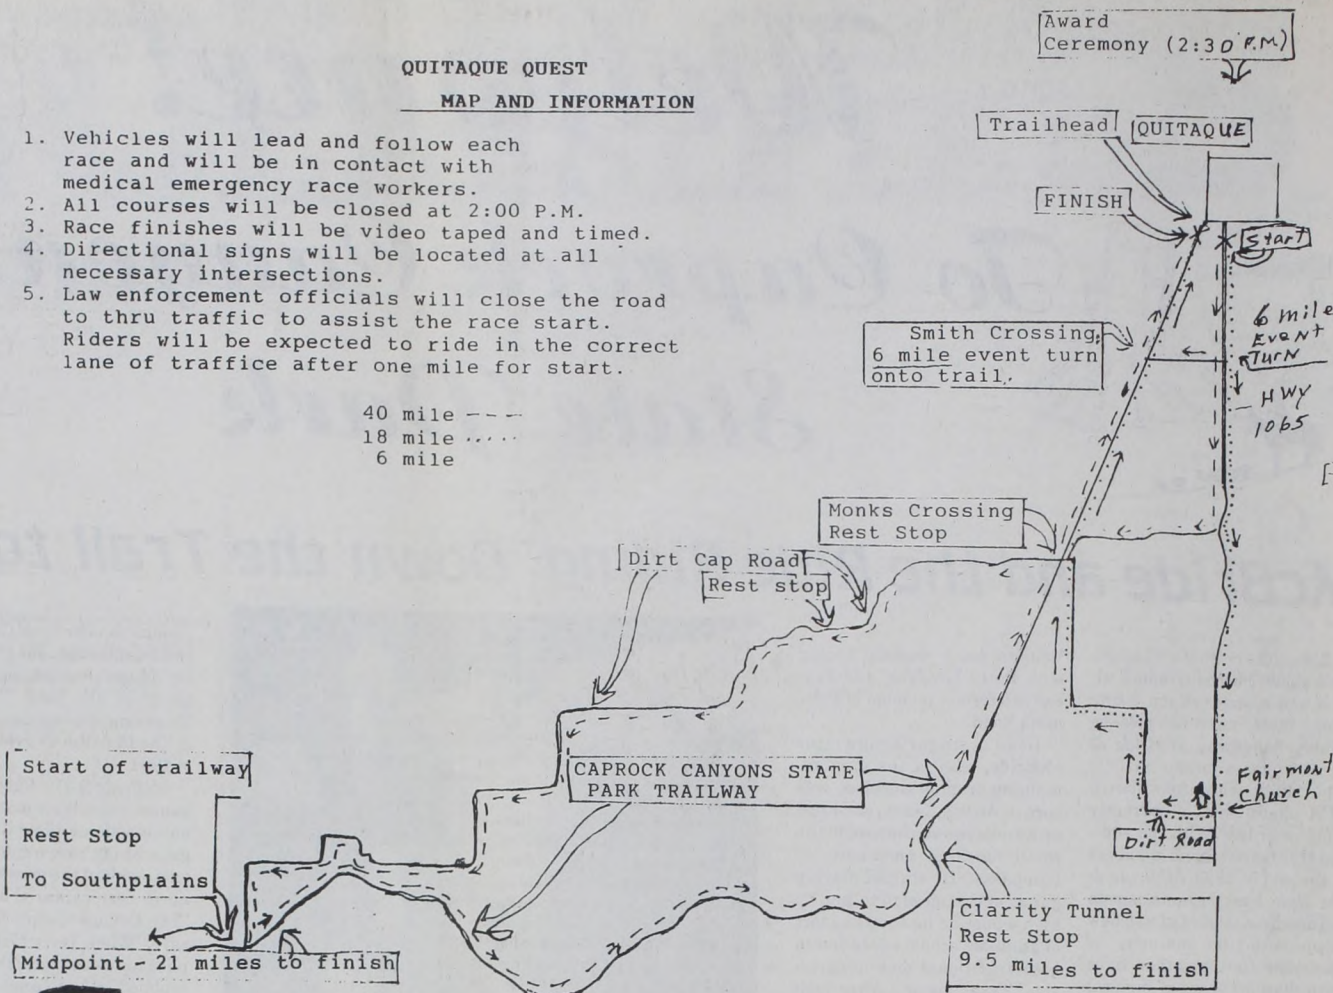 Award
Ceremony (2:30 P.M.)
QUITAQUE QUEST
MAP AND INFORMATION
1. Vehicles will lead and follow each
race and will be in contact with
medical emergency race workers.
2. All courses will be closed at 2:00 P.M.
3. Race finishes will be video taped and timed.
4. Directional signs will be located at all
necessary intersections.
5. Law enforcement officials will close the road
to thru traffic to assist the race start.
Riders will be expected to ride in the correct
lane of traffice after one mile for start.
40 mile ----
18 mile .....
6 mile
Trailhead
QUITAQUE
FINISH
Start
6 mile
Event
Turn
Smith Crossing;
6 mile event turn
onto trail.
HWY
1065
Monks Crossing
Rest Stop
Dirt Cap Road
Rest stop
CAPROCK CANYONS STATE
PARK TRAILWAY
Start of trailway
Rest Stop
To Southplains
Midpoint - 21 miles to finish
Fairmont
Church
Dirt Road
Clarity Tunnel
Rest Stop
9.5 miles to finish